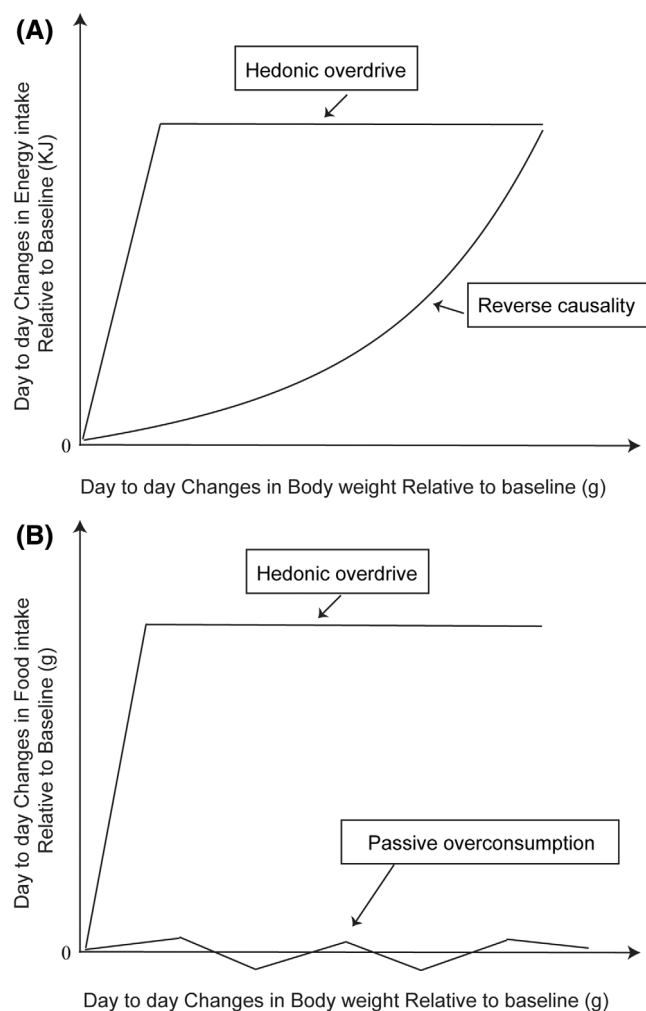 (A)
Day to day Changes in Energy intake
Relative to Baseline (KJ)
Hedonic overdrive
Reverse causality
0
Day to day Changes in Body weight Relative to baseline (g)
(B)
Day to day Changes in Food intake
Relative to Baseline (g)
Hedonic overdrive
Passive overconsumption
0
Day to day Changes in Body weight Relative to baseline (g)